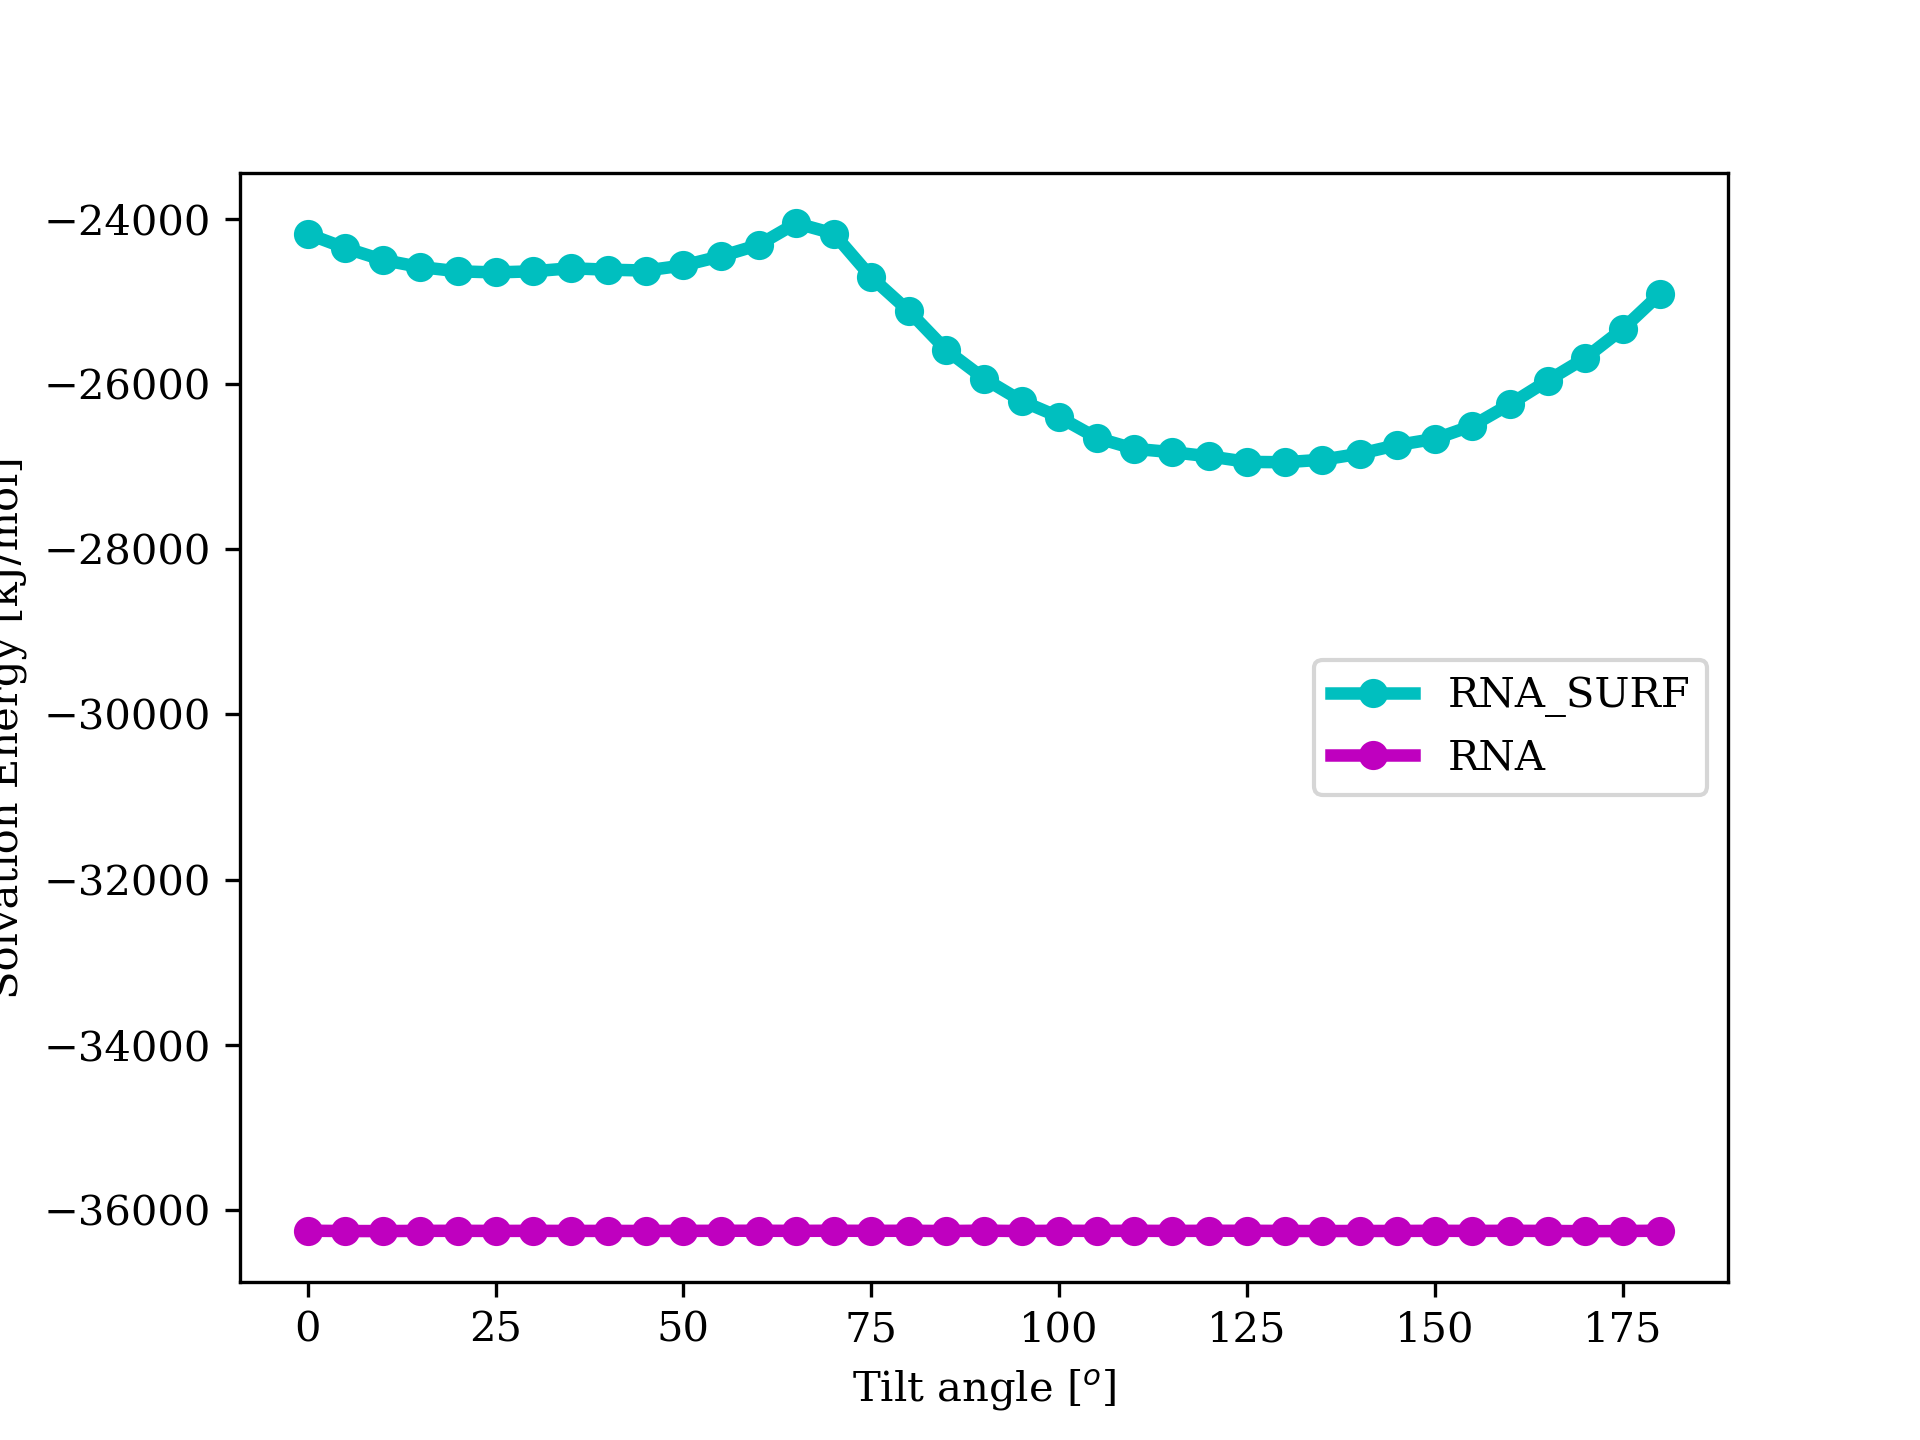 −24000
−26000
−28000
−30000
−32000
−34000
−36000
Solvation Energy [kJ/mol]
RNA_SURF
RNA
0 25 50 75 100 125 150 175
Tilt angle [°]